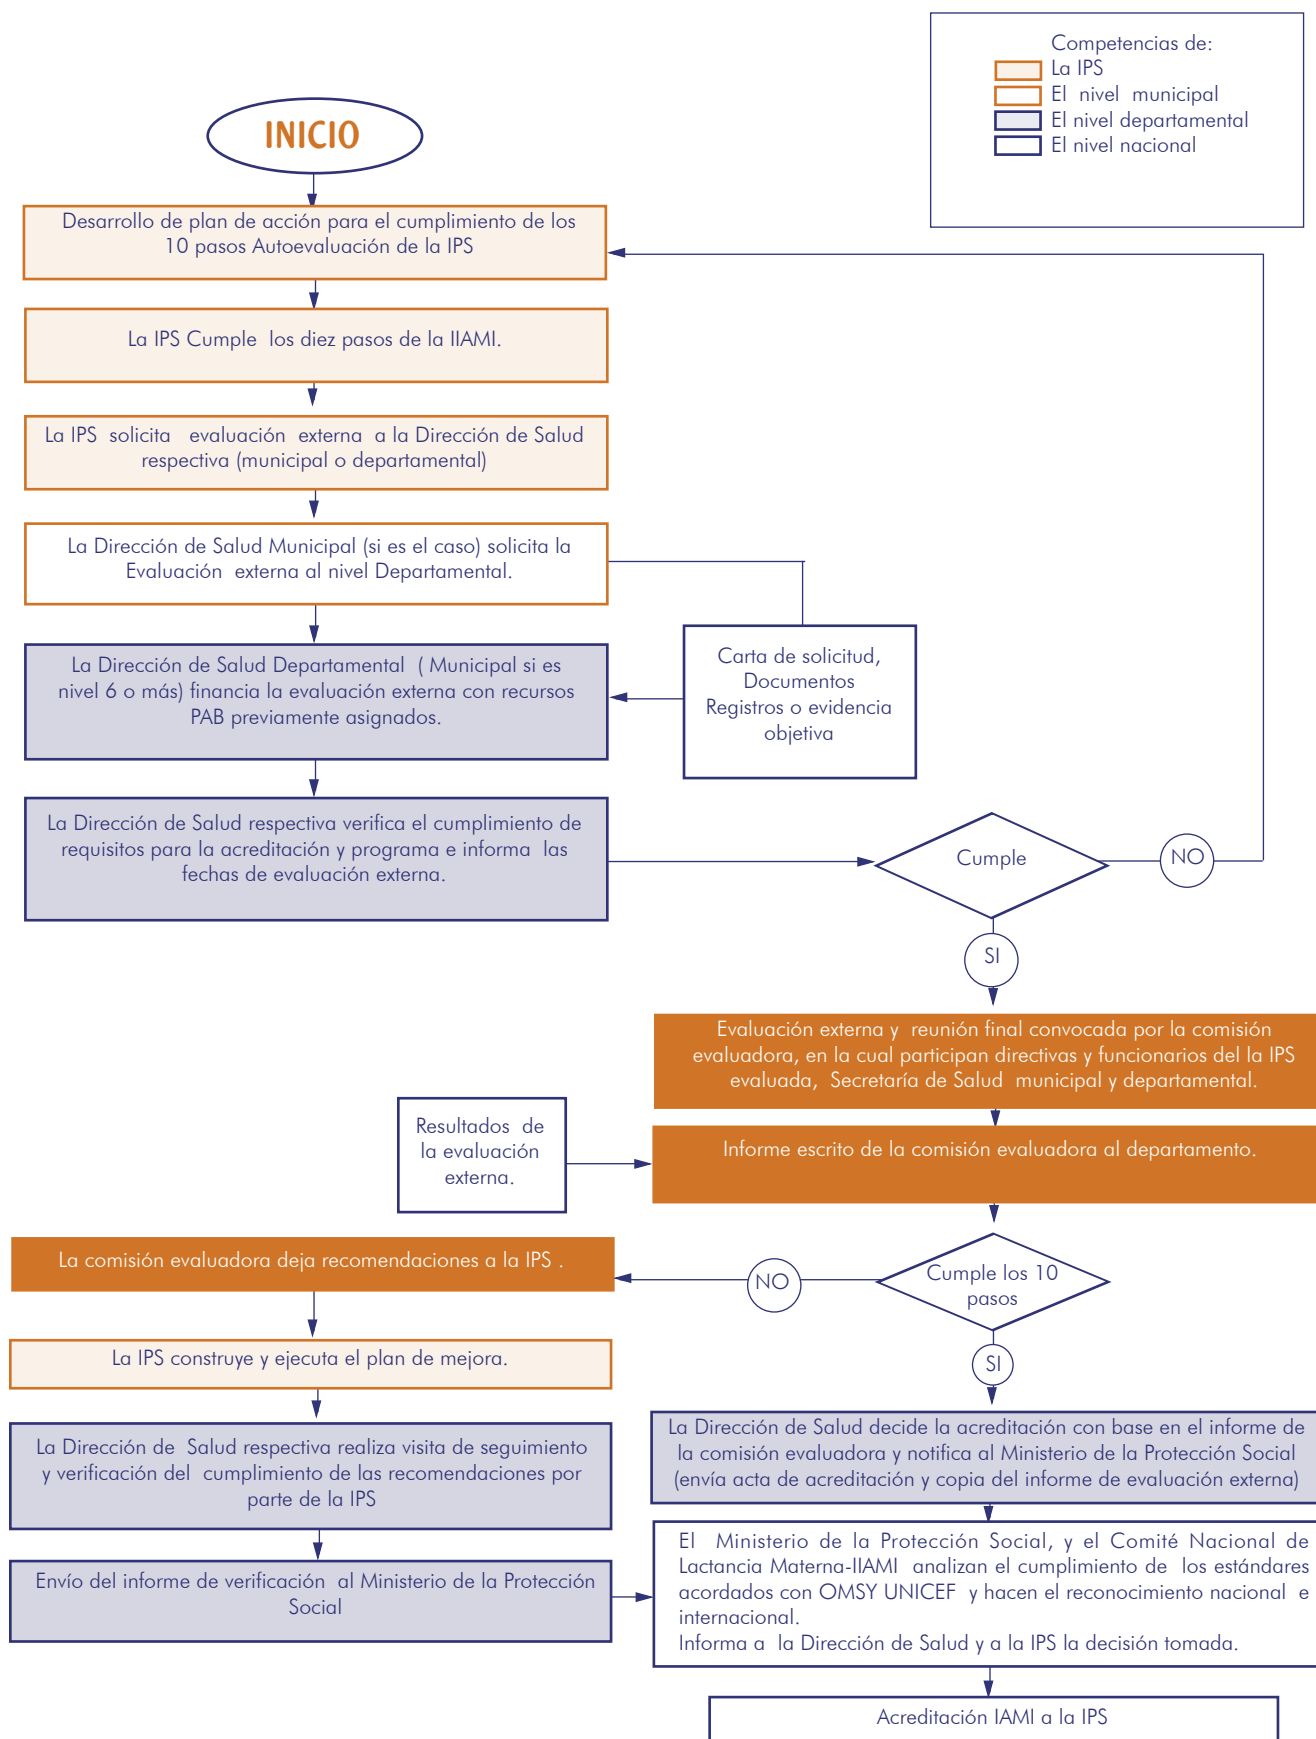 Competencias de:
La IPS
El nivel municipal
El nivel departamental
El nivel nacional
INICIO
Desarrollo de plan de acción para el cumplimiento de los
10 pasos Autoevaluación de la IPS
La IPS Cumple los diez pasos de la IIAMI.
La IPS solicita evaluación externa a la Dirección de Salud
respectiva (municipal o departamental)
La Dirección de Salud Municipal (si es el caso) solicita la
Evaluación externa al nivel Departamental.
Carta de solicitud,
Documentos
Registros o evidencia
objetiva
La Dirección de Salud Departamental ( Municipal si es
nivel 6 o más) financia la evaluación externa con recursos
PAB previamente asignados.
La Dirección de Salud respectiva verifica el cumplimiento de
requisitos para la acreditación y programa e informa las
fechas de evaluación externa.
Cumple
NO
SI
Evaluación externa y reunión final convocada por la comisión
evaluadora, en la cual participan directivas y funcionarios del la IPS
evaluada, Secretaría de Salud municipal y departamental.
Resultados de
la evaluación
externa.
Informe escrito de la comisión evaluadora al departamento.
Cumple los 10
pasos
NO
SI
La comisión evaluadora deja recomendaciones a la IPS .
La IPS construye y ejecuta el plan de mejora.
La Dirección de Salud respectiva realiza visita de seguimiento
y verificación del cumplimiento de las recomendaciones por
parte de la IPS
Envío del informe de verificación al Ministerio de la Protección
Social
La Dirección de Salud decide la acreditación con base en el informe de
la comisión evaluadora y notifica al Ministerio de la Protección Social
(envía acta de acreditación y copia del informe de evaluación externa)
El Ministerio de la Protección Social, y el Comité Nacional de
Lactancia Materna-IIAMI analizan el cumplimiento de los estándares
acordados con OMSY UNICEF y hacen el reconocimiento nacional e
internacional.
Informa a la Dirección de Salud y a la IPS la decisión tomada.
Acreditación IAMI a la IPS